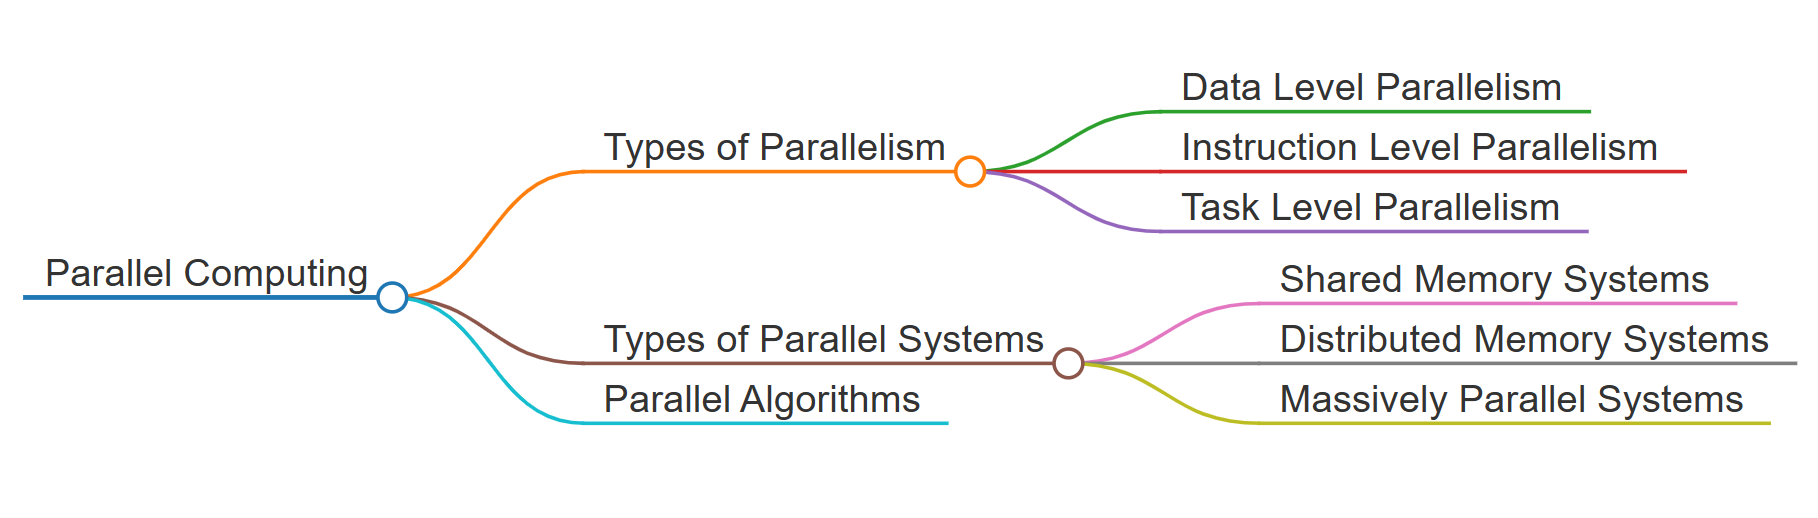 Parallel Computing
Types of Parallelism
Data Level Parallelism
Instruction Level Parallelism
Task Level Parallelism
Types of Parallel Systems
Shared Memory Systems
Distributed Memory Systems
Massively Parallel Systems
Parallel Algorithms